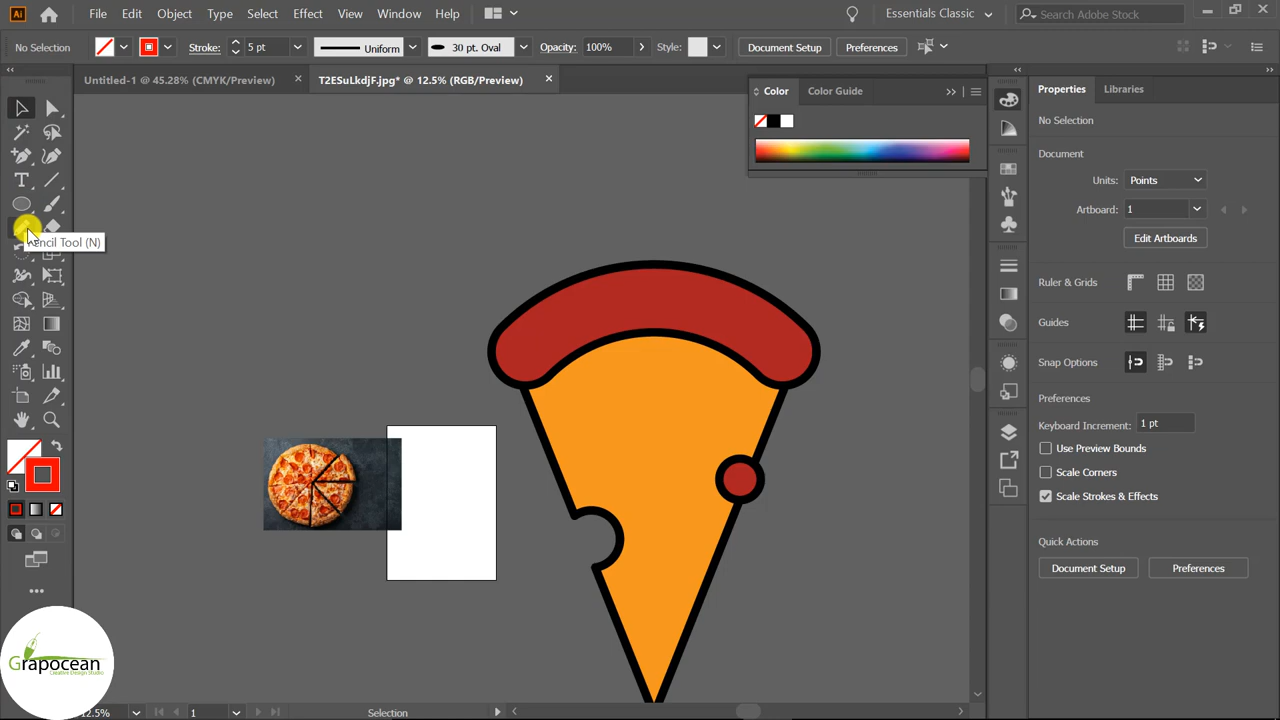 Ai File Edit Object Type Select Effect View Window Help Essentials Classic Search Adobe Stock
No Selection Stroke: 5 pt Uniform 30 pt. Oval Opacity: 100% Style: Document Setup Preferences
Untitled-1 @ 45.28% (CMYK/Preview) T2ESuLkdjF.jpg* @ 12.5% (RGB/Preview)
Color Color Guide
Properties Libraries
No Selection
Document
Units: Points
Artboard: 1
Edit Artboards
Ruler & Grids
Guides
Snap Options
Preferences
Keyboard Increment: 1 pt
Use Preview Bounds
Scale Corners
Scale Strokes & Effects
Quick Actions
Document Setup Preferences
Tool (N)
Grapocean
Creative Design Studio
12.5% 1 Selection